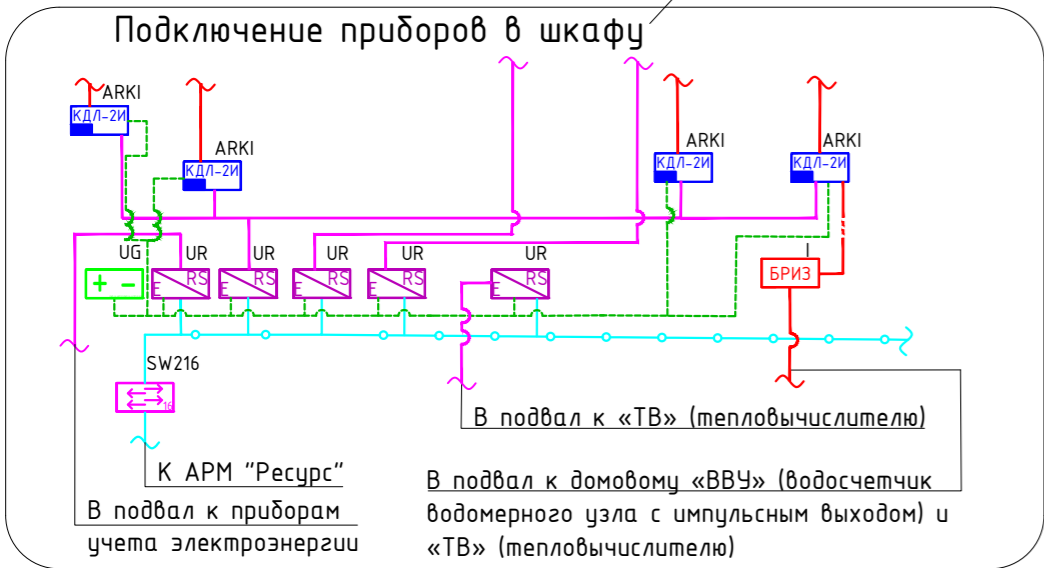 Подключение приборов в шкафу
ARKI
КДЛ-2И
ARKI
КДЛ-2И
ARKI
КДЛ-2И
ARKI
КДЛ-2И
UG
+ -
UR
E RS
UR
E RS
UR
E RS
UR
E RS
UR
E RS
I
БРИЗ
SW216
16
В подвал к «ТВ» (тепловычислителю)
К АРМ "Ресурс"
В подвал к приборам
учета электроэнергии
В подвал к домовому «ВВУ» (водосчетчик
водомерного узла с импульсным выходом) и
«ТВ» (тепловычислителю)